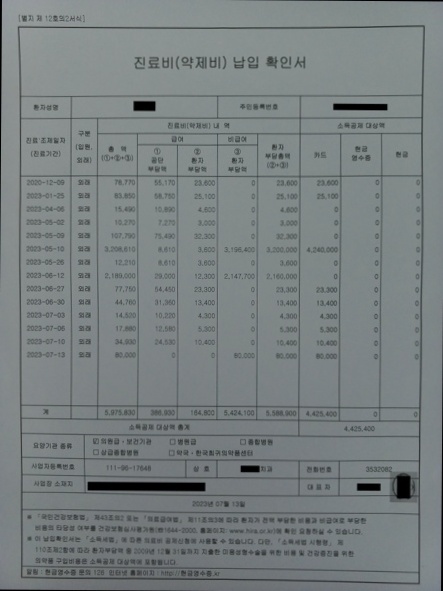 [별지 제 12호의2서식]
진료비(약제비) 납입 확인서
환자성명 주민등록번호
진료·조제일자 (진료기간) 구분 (입원, 외래) 진료비(약제비) 내 역 소득공제 대상액
총 액 (①+②+③) 급여 비급여 환자 부담총액 (②+③) 카드 현금 영수증 현금
① 공단 부담액 ② 환자 부담액 ③ 환자 부담액
2020-12-09 외래 78,770 55,170 23,600 0 23,600 23,600 0 0
2023-01-25 외래 83,850 58,750 25,100 0 25,100 25,100 0 0
2023-04-06 외래 15,490 10,890 4,600 0 4,600 0 0 0
2023-05-02 외래 10,270 7,270 3,000 0 3,000 0 0 0
2023-05-09 외래 107,790 75,490 32,300 0 32,300 0 0 0
2023-05-10 외래 3,208,610 8,610 3,600 3,196,400 3,200,000 4,240,000 0 0
2023-05-26 외래 12,210 8,610 3,600 0 3,600 0 0 0
2023-06-12 외래 2,189,000 29,000 12,300 2,147,700 2,160,000 0 0 0
2023-06-27 외래 77,750 54,450 23,300 0 23,300 23,300 0 0
2023-06-30 외래 44,760 31,360 13,400 0 13,400 13,400 0 0
2023-07-03 외래 14,520 10,220 4,300 0 4,300 4,300 0 0
2023-07-06 외래 17,880 12,580 5,300 0 5,300 5,300 0 0
2023-07-10 외래 34,930 24,530 10,400 0 10,400 10,400 0 0
2023-07-13 외래 80,000 0 0 80,000 80,000 80,000 0 0
계 5,975,830 386,930 164,800 5,424,100 5,588,900 4,425,400 0 0
소득공제 대상액 총계 4,425,400
요양기관 종류 ☑ 의원급·보건기관 □ 병원급 □ 종합병원
□ 상급종합병원 □ 약국·한국희귀의약품센터
사업자등록번호 상 호 치과 전화번호 3532082
사업장 소재지 대 표 자
2023년 07월 13일
* 「국민건강보험법」 제43조의2 또는 「의료급여법」 제11조의3에 따라 환자가 전액 부담한 비용과 비급여로 부담한
비용의 타당성 여부를 건강보험심사평가원(☎1644-2000, 홈페이지: www.hira.or.kr)에 확인 요청하실 수 있습니다.
* 이 납입확인서는 「소득세법」에 따른 의료비 공제신청에 사용할 수 있습니다. 다만, 「소득세법 시행령」 제
110조제2항에 따라 환자부담액 중 2009년 12월 31일까지 지출한 미용성형수술을 위한 비용 및 건강증진을 위한
의약품 구입비용은 소득공제 대상액에 포함됩니다.
알림 : 현금영수증 문의 126 인터넷 홈페이지 : http://현금영수증.kr